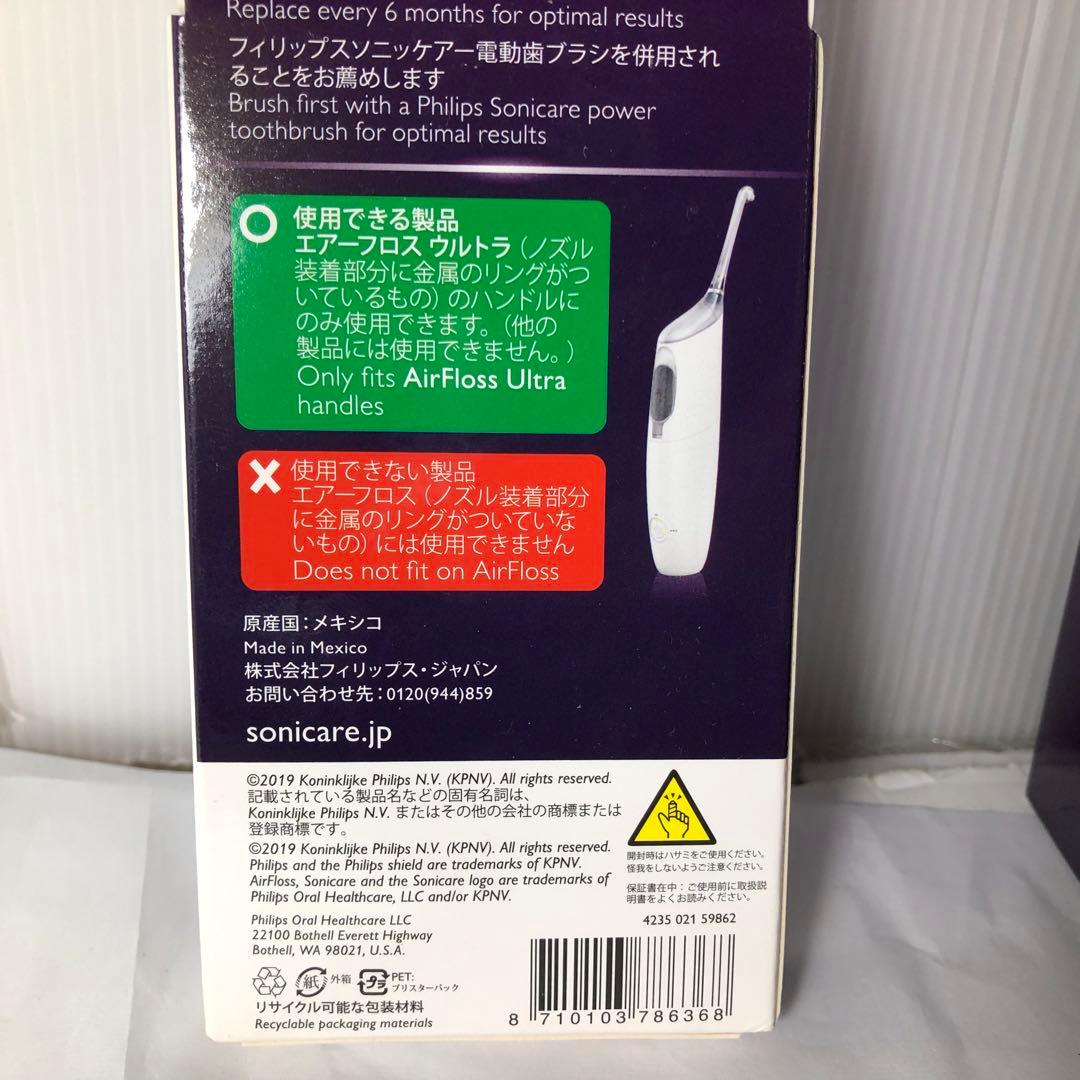 Replace every 6 months for optimal results
フィリップスソニッケアー電動歯ブラシを併用され
ることをお薦めします
Brush first with a Philips Sonicare power
toothbrush for optimal results
使用できる製品
エアーフロス ウルトラ（ノズル
装着部分に金属のリングがつ
いているもの）のハンドルに
のみ使用できます。（他の
製品には使用できません。）
Only fits AirFloss Ultra
handles
使用できない製品
エアーフロス（ノズル装着部分
に金属のリングがついていな
いもの）には使用できません
Does not fit on AirFloss
原産国：メキシコ
Made in Mexico
株式会社フィリップス・ジャパン
お問い合わせ先：0120(944)859
sonicare.jp
©2019 Koninklijke Philips N.V. (KPNV). All rights reserved.
記載されている製品名などの固有名詞は、
Koninklijke Philips N.V. またはその他の会社の商標または
登録商標です。
©2019 Koninklijke Philips N.V. (KPNV). All rights reserved.
Philips and the Philips shield are trademarks of KPNV.
AirFloss, Sonicare and the Sonicare logo are trademarks of
Philips Oral Healthcare, LLC and/or KPNV.
Philips Oral Healthcare LLC
22100 Bothell Everett Highway
Bothell, WA 98021, U.S.A.
開封時はハサミをご使用ください。
怪我をしないようご注意ください。
保証書在中：ご使用前に取扱説
明書をよくお読みください。
4235 021 59862
紙 外箱 プラ PET:
ブリスターパック
リサイクル可能な包装材料
Recyclable packaging materials
8 710103 786368